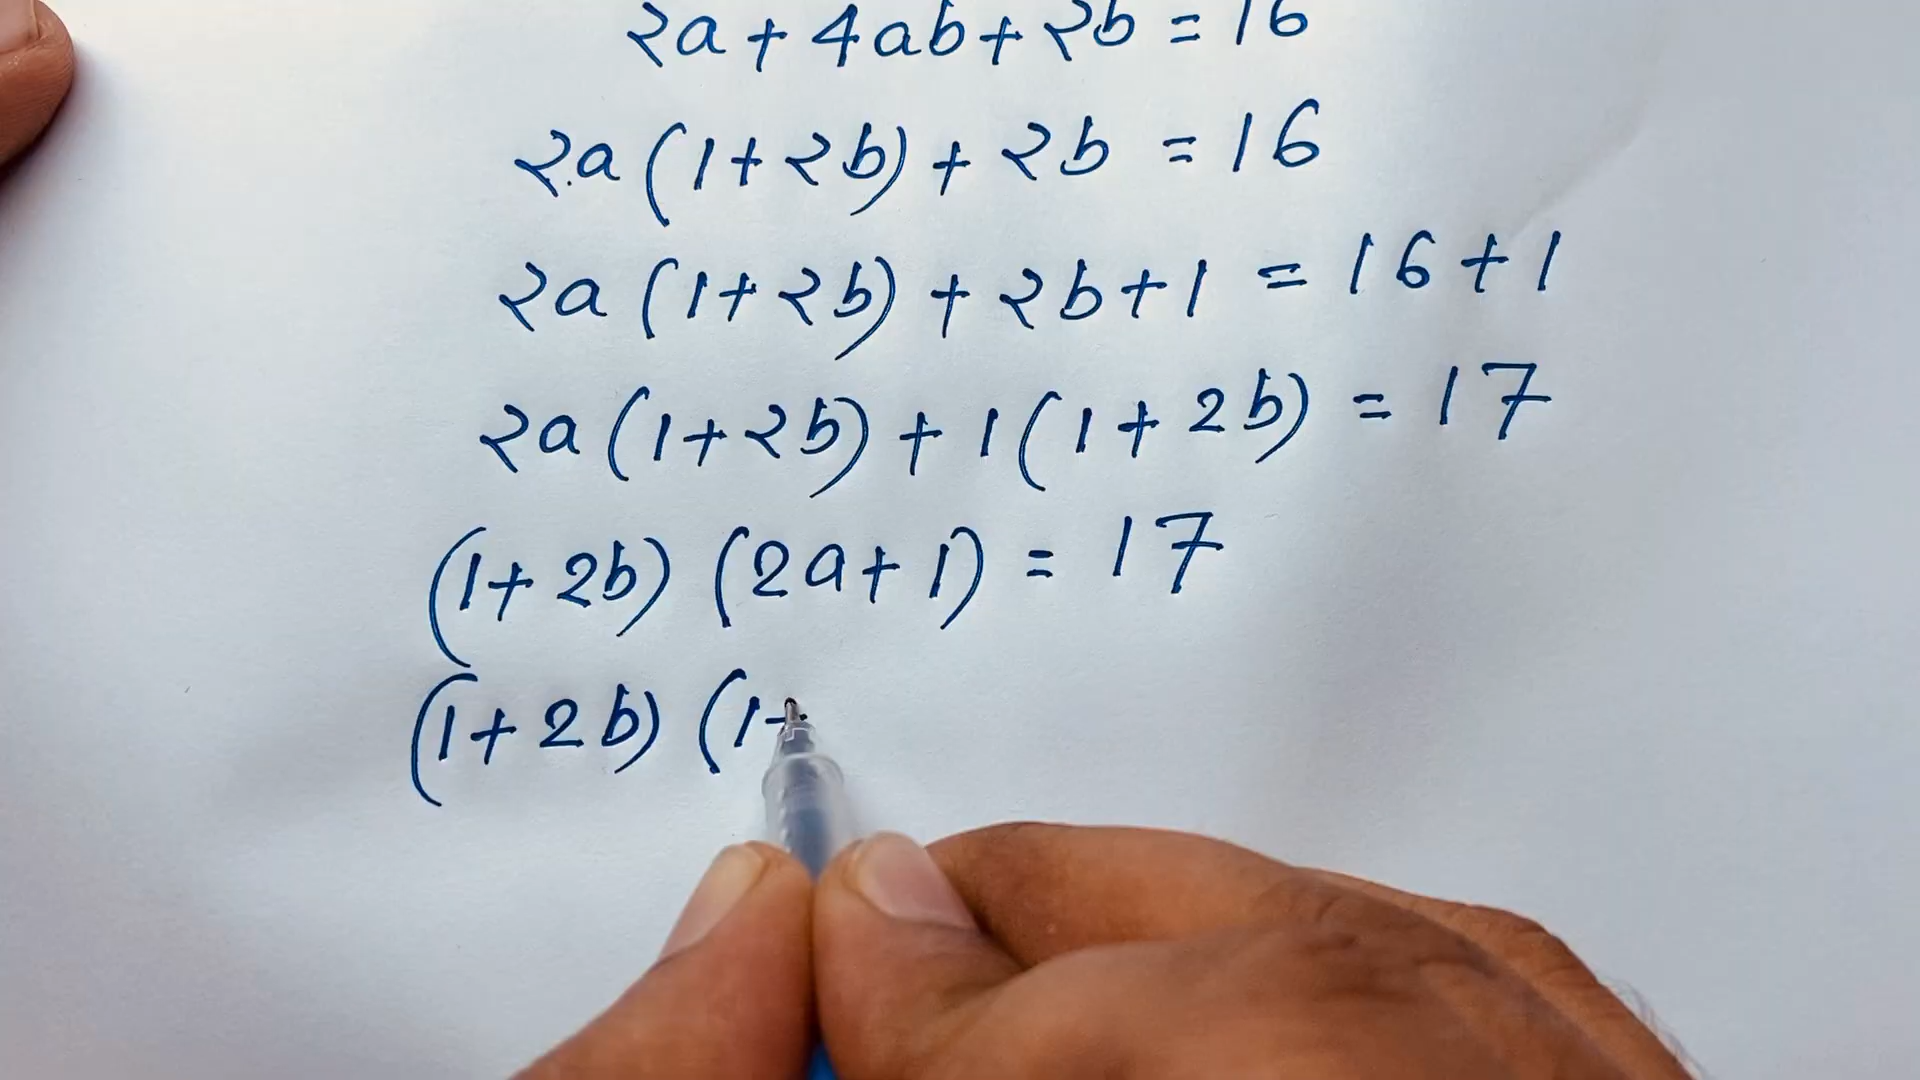 2a + 4ab + 2b = 16
2a (1 + 2b) + 2b = 16
2a (1 + 2b) + 2b + 1 = 16 + 1
2a (1 + 2b) + 1 (1 + 2b) = 17
(1 + 2b) (2a + 1) = 17
(1 + 2b) (1 +